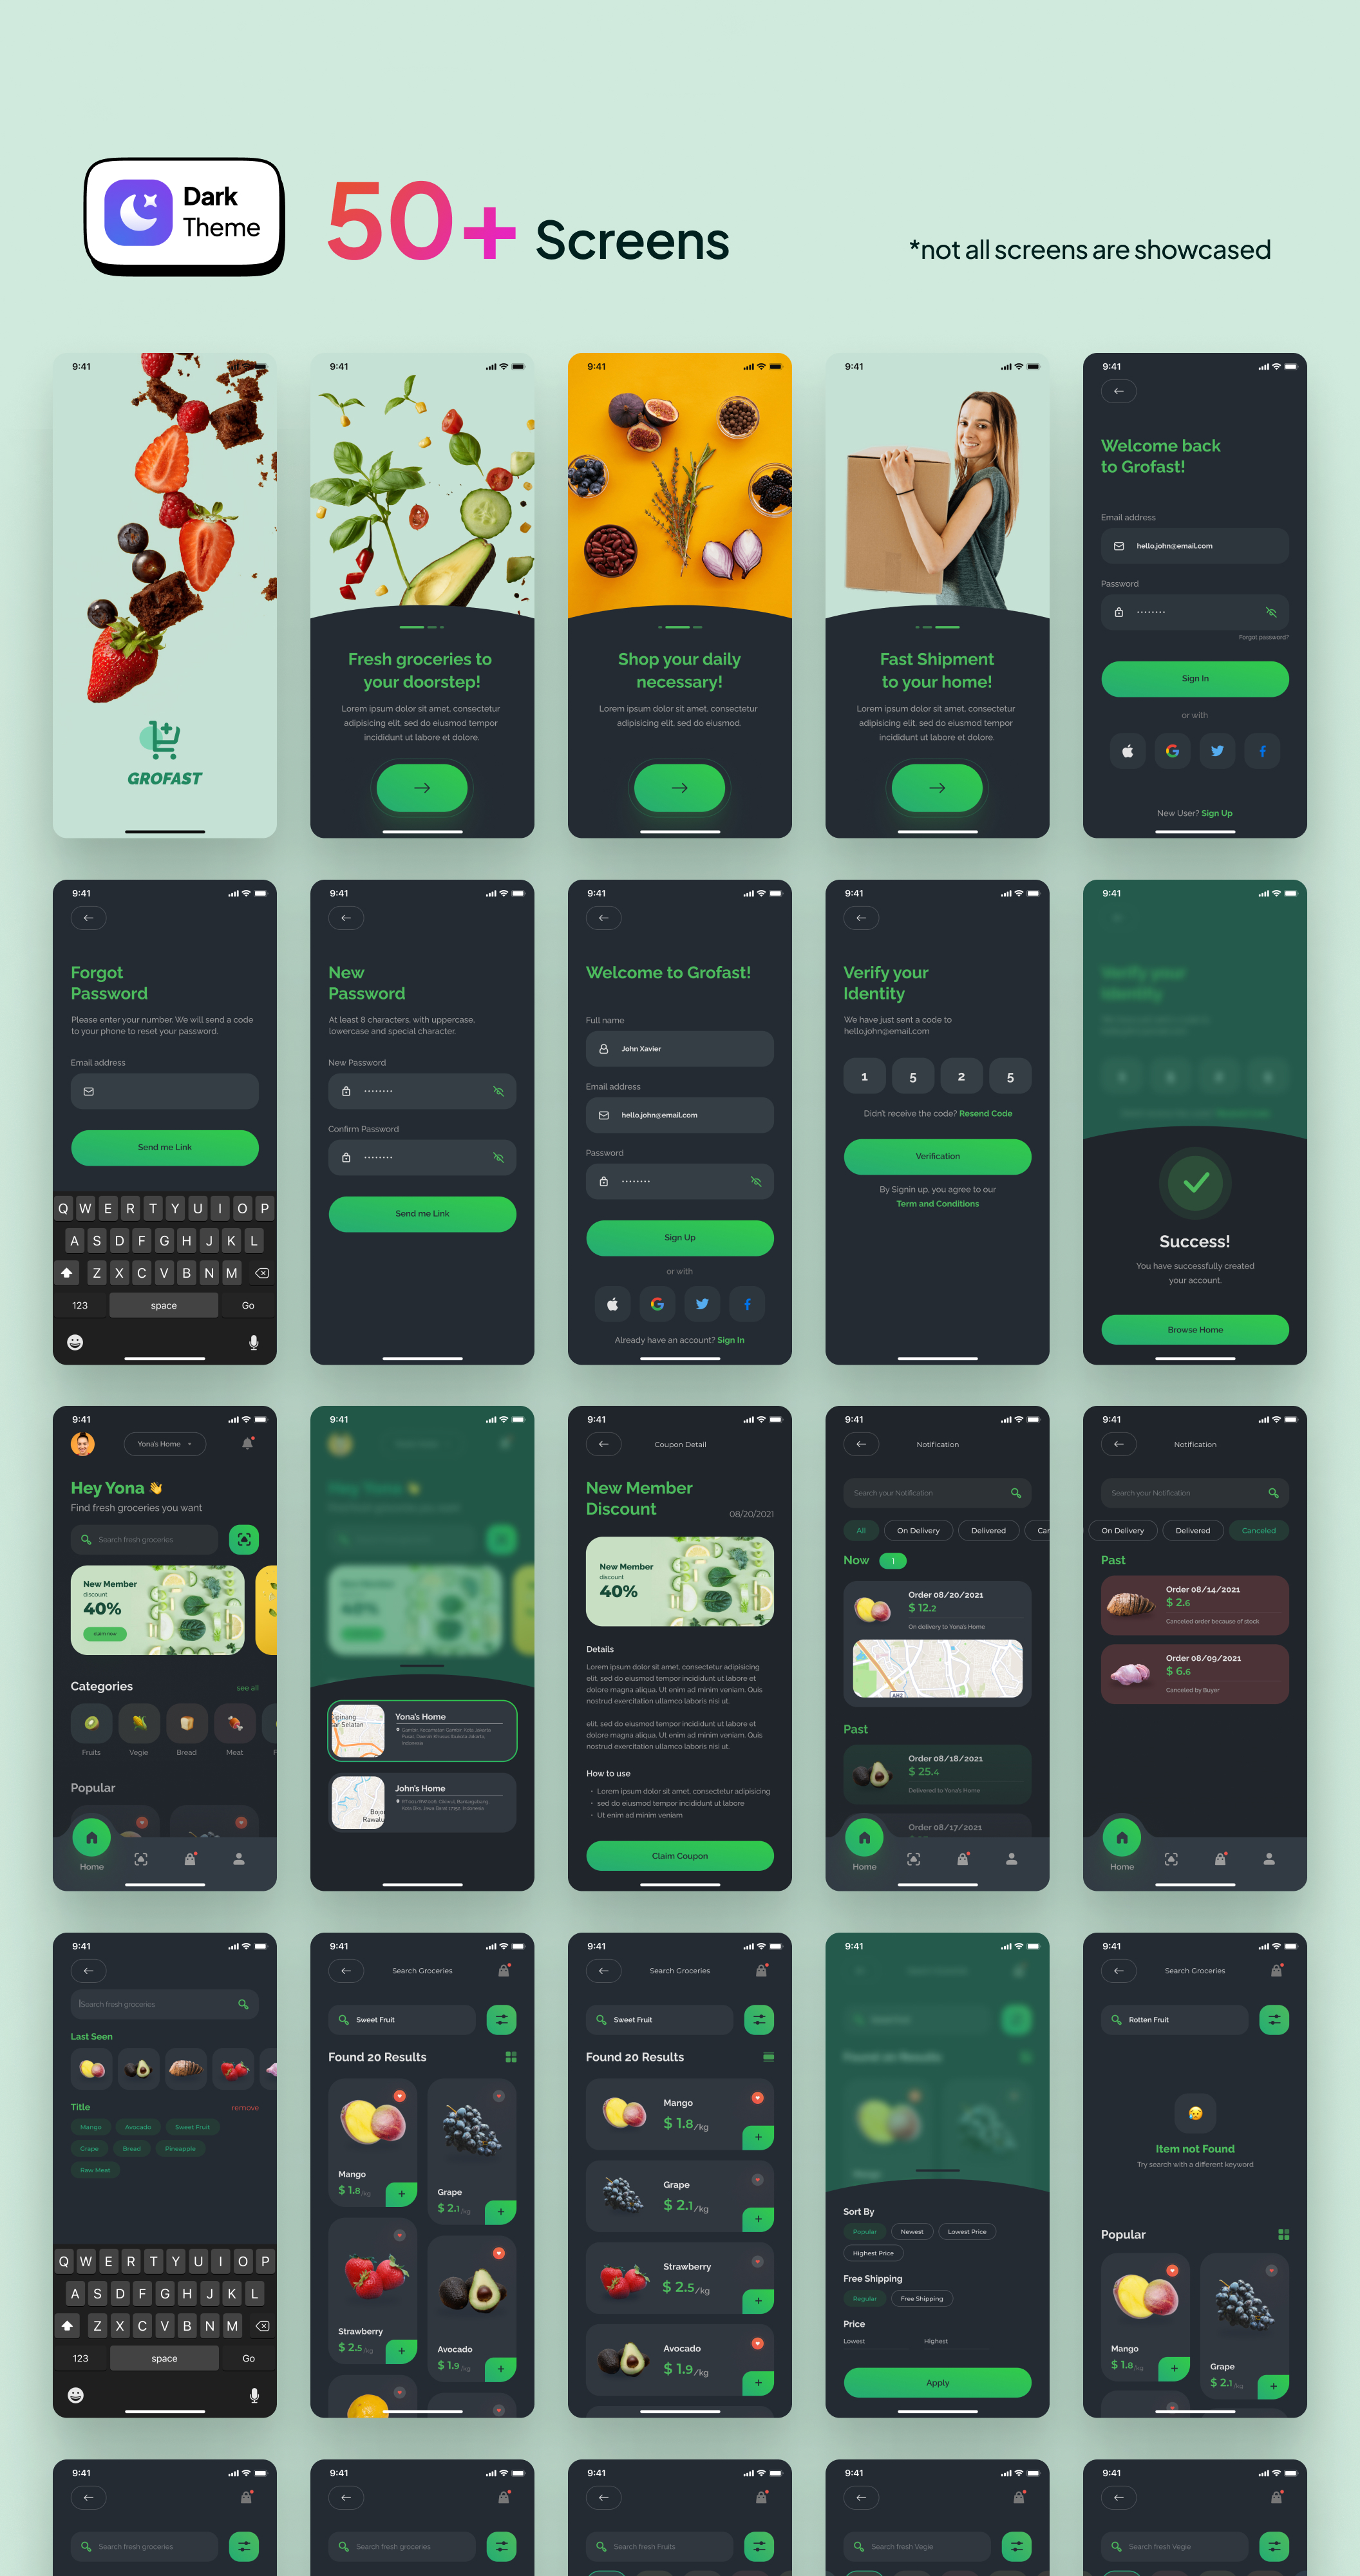 Dark
Theme
50+ Screens
*not all screens are showcased
9:41
GROFAST
9:41
Fresh groceries to
your doorstep!
Lorem ipsum dolor sit amet, consectetur
adipisicing elit, sed do eiusmod tempor
incididunt ut labore et dolore.
9:41
Shop your daily
necessary!
Lorem ipsum dolor sit amet, consectetur
adipisicing elit, sed do eiusmod.
9:41
Fast Shipment
to your home!
Lorem ipsum dolor sit amet, consectetur
adipisicing elit, sed do eiusmod tempor
incididunt ut labore et dolore.
9:41
Welcome back
to Grofast!
Email address
hello.john@email.com
Password
Forgot password?
Sign In
or with
New User? Sign Up
9:41
Forgot
Password
Please enter your number. We will send a code
to your phone to reset your password.
Email address
Send me Link
Q W E R T Y U I O P
A S D F G H J K L
Z X C V B N M
123 space Go
9:41
New
Password
At least 8 characters, with uppercase,
lowercase and special character.
New Password
Confirm Password
Send me Link
9:41
Welcome to Grofast!
Full name
John Xavier
Email address
hello.john@email.com
Password
Sign Up
or with
Already have an account? Sign In
9:41
Verify your
Identity
We have just sent a code to
hello.john@email.com
1 5 2 5
Didn't receive the code? Resend Code
Verification
By Signin up, you agree to our
Term and Conditions
9:41
Verify your
Identity
Success!
You have successfully created
your account.
Browse Home
9:41
Yona's Home
Hey Yona
Find fresh groceries you want
Search fresh groceries
New Member
discount
40%
claim now
Categories see all
Fruits Vegie Bread Meat
Popular
Home
9:41
Hey Yona
Yona's Home
John's Home
9:41
Coupon Detail
New Member
Discount 08/20/2021
New Member
discount
40%
Details
Lorem ipsum dolor sit amet, consectetur adipisicing
elit, sed do eiusmod tempor incididunt ut labore et
dolore magna aliqua. Ut enim ad minim veniam. Quis
nostrud exercitation ullamco laboris nisi ut.
elit, sed do eiusmod tempor incididunt ut labore et
dolore magna aliqua. Ut enim ad minim veniam. Quis
nostrud exercitation ullamco laboris nisi ut.
How to use
• Lorem ipsum dolor sit amet, consectetur adipisicing
• sed do eiusmod tempor incididunt ut labore
• Ut enim ad minim veniam
Claim Coupon
9:41
Notification
Search your Notification
All On Delivery Delivered Can
Now 1
Order 08/20/2021
$ 12.2
On delivery to Yona's Home
AH2
Past
Order 08/18/2021
$ 25.4
Delivered to Yona's Home
Order 08/17/2021
Home
9:41
Notification
Search your Notification
On Delivery Delivered Canceled
Past
Order 08/14/2021
$ 2.6
Canceled order because of stock
Order 08/09/2021
$ 6.6
Canceled by Buyer
Home
9:41
Search fresh groceries
Last Seen
Title remove
Mango Avocado Sweet Fruit
Grape Bread Pineapple
Raw Meat
Q W E R T Y U I O P
A S D F G H J K L
Z X C V B N M
123 space Go
9:41
Search Groceries
Sweet Fruit
Found 20 Results
Mango
$ 1.8/kg
Grape
$ 2.1/kg
Strawberry
$ 2.5/kg
Avocado
$ 1.9/kg
9:41
Search Groceries
Sweet Fruit
Found 20 Results
Mango
$ 1.8/kg
Grape
$ 2.1/kg
Strawberry
$ 2.5/kg
Avocado
$ 1.9/kg
9:41
Found 20 Results
Sort By
Popular Newest Lowest Price
Highest Price
Free Shipping
Regular Free Shipping
Price
Lowest Highest
Apply
9:41
Search Groceries
Rotten Fruit
Item not Found
Try search with a different keyword
Popular
Mango
$ 1.8/kg
Grape
$ 2.1/kg
9:41
Search fresh groceries
9:41
Search fresh groceries
9:41
Search fresh Fruits
9:41
Search fresh Vegie
9:41
Search fresh Vegie